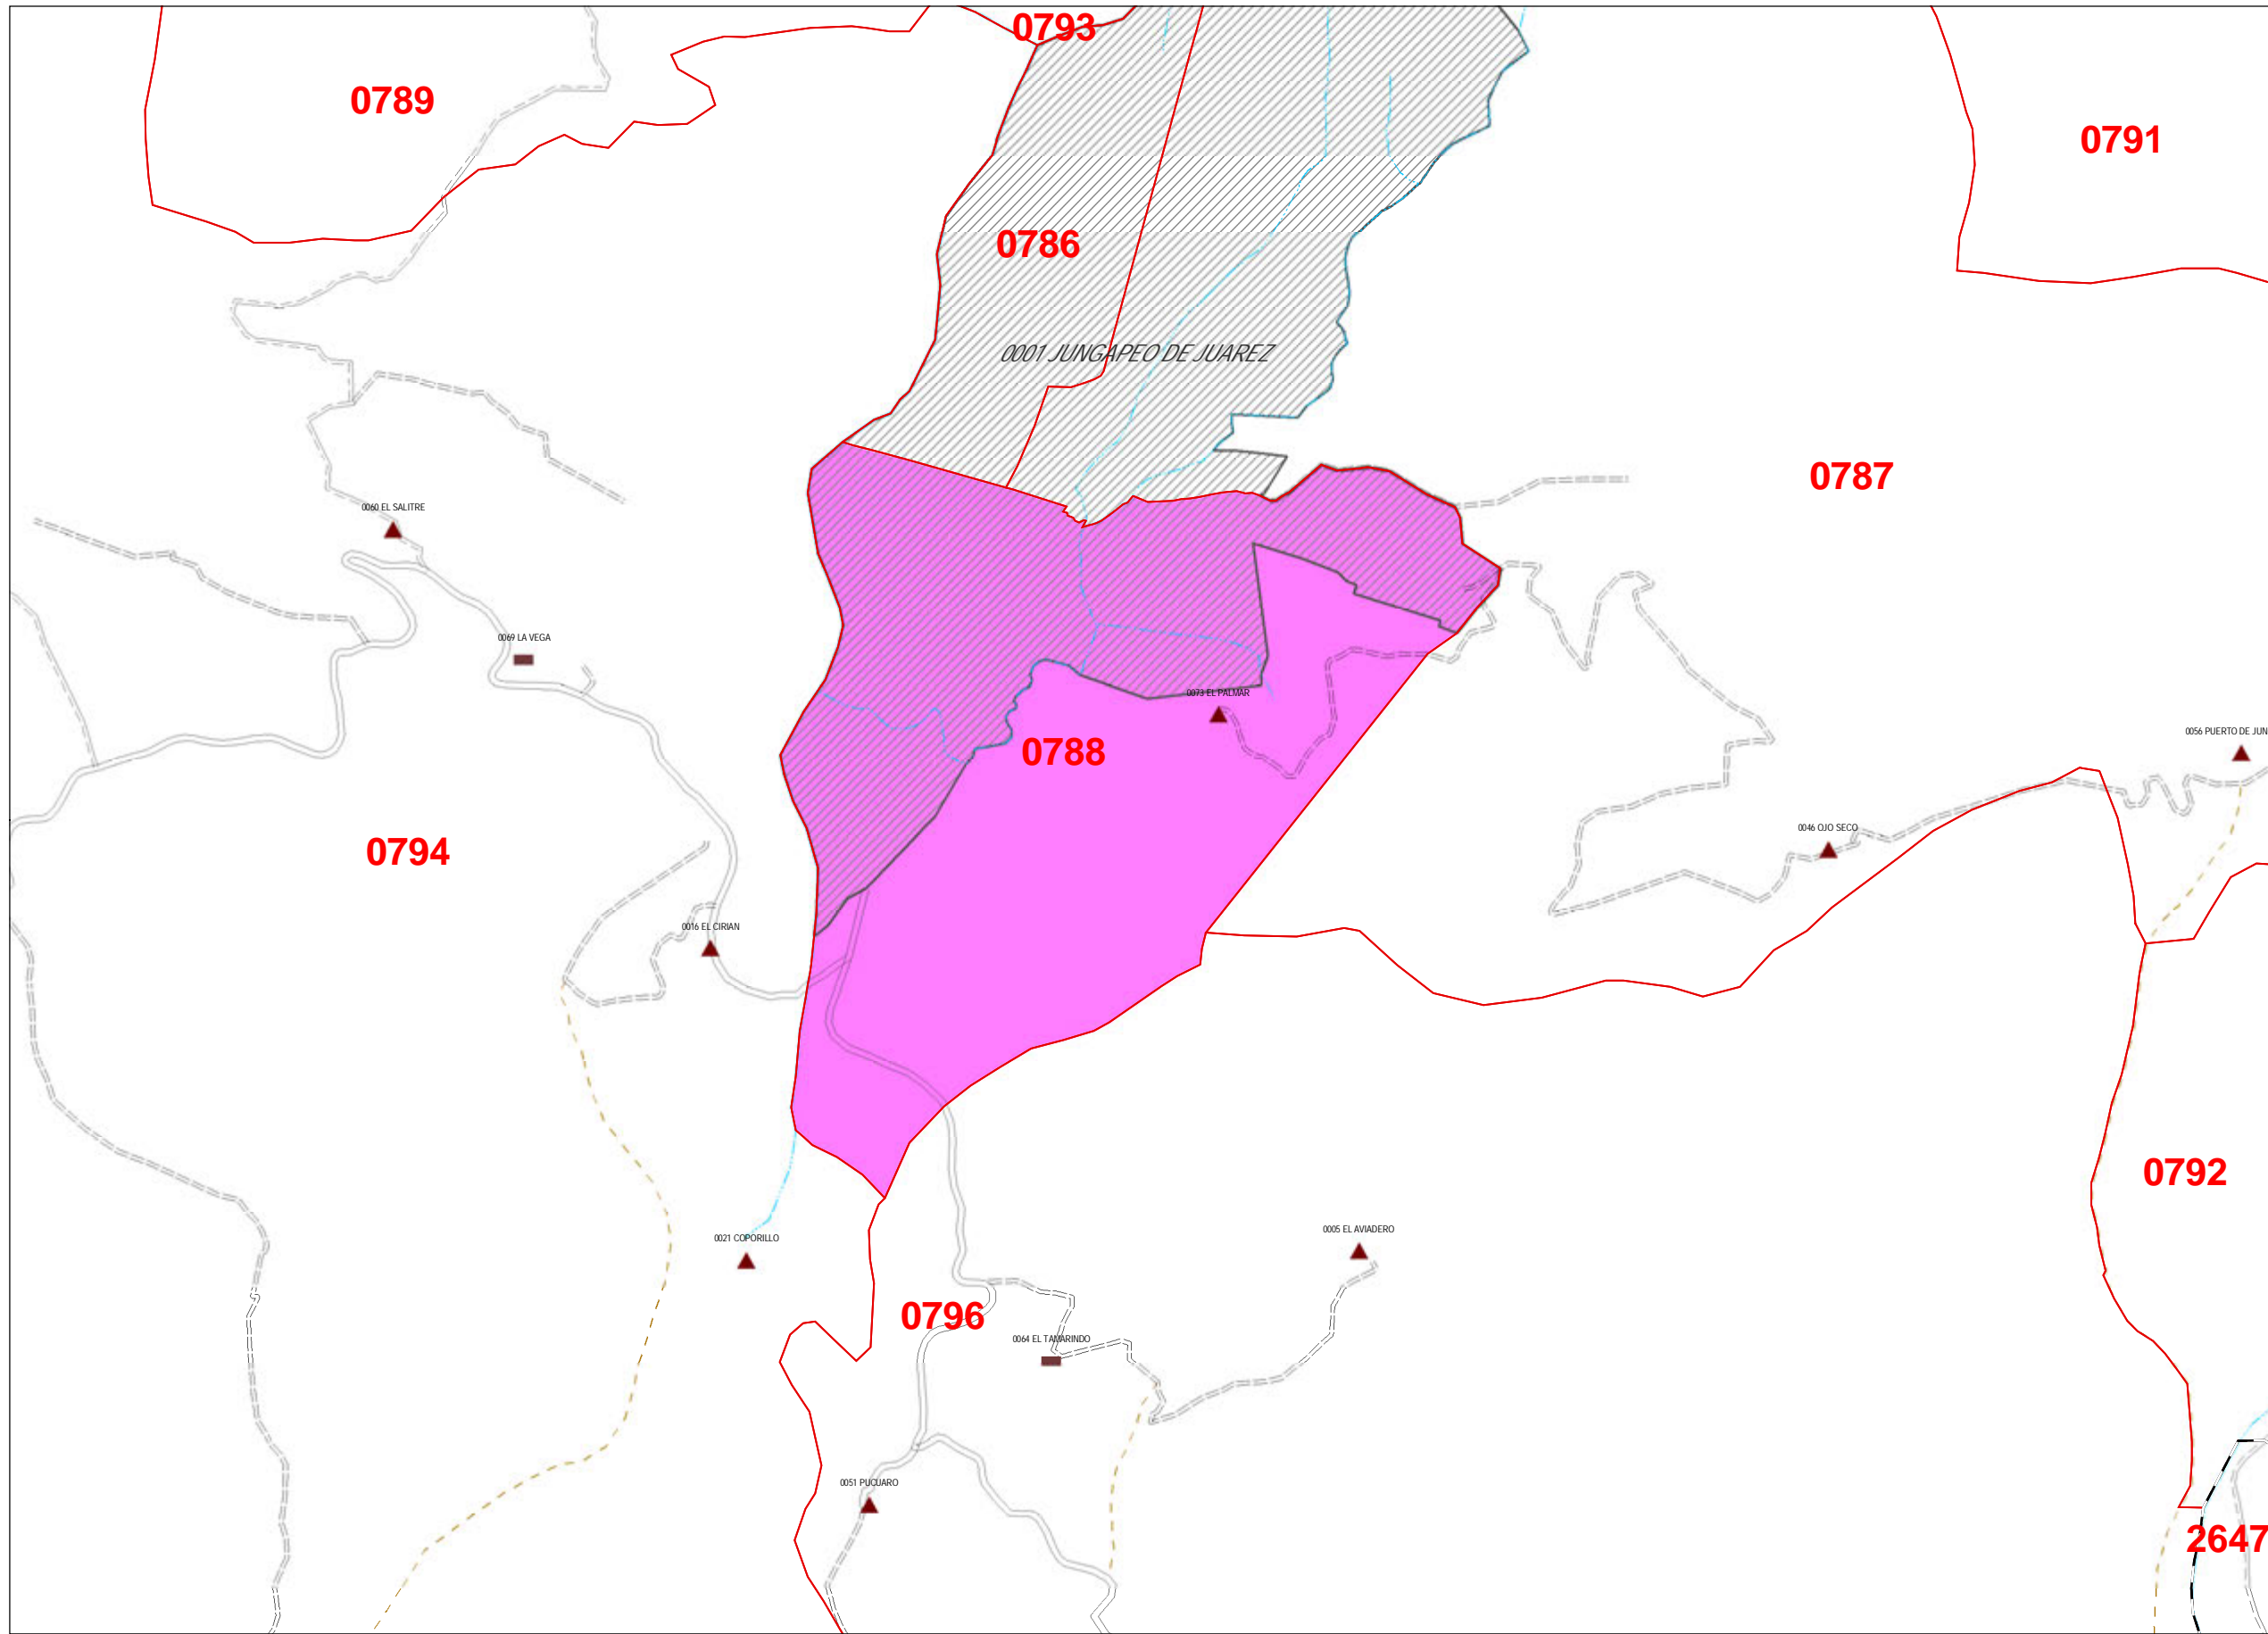 0793
0789
0791
0786
0001 JUNGAPEO DE JUAREZ
0787
0060 EL SALITRE
0069 LA VEGA
0073 EL PALMAR
0056 PUERTO DE JUN
0788
0046 OJO SECO
0794
0016 EL CIRIAN
0792
0005 EL AVIADERO
0021 COPORILLO
0796
0064 EL TAMARINDO
0051 PUCUARO
2647